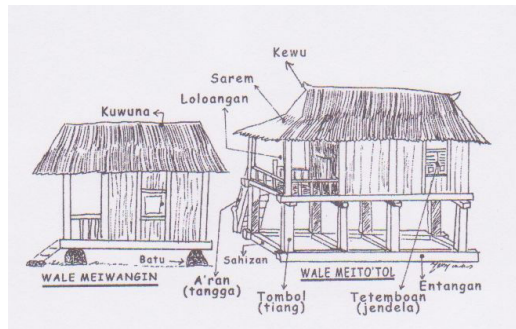 Kewu
Sarem
Loloangan
Kuwuna
Batu
WALE MEIWANGIN
Sahizan
A'ran
(tangga)
WALE MEITO'TOL
Tombol
(tiang)
Tetemboan
(jendela)
Entangan